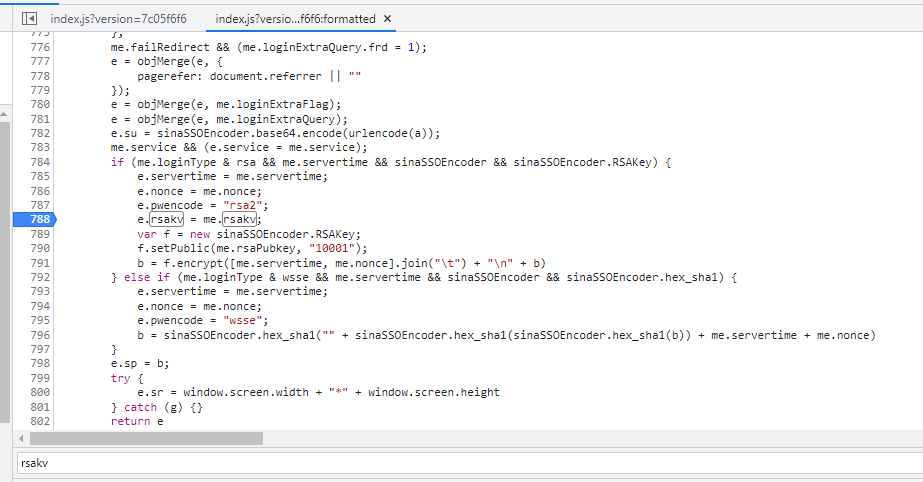 index.js?version=7c05f6f6 index.js?versio...f6f6:formatted ×
775 };
776 me.failRedirect && (me.loginExtraQuery.frd = 1);
777 e = objMerge(e, {
778 pagerefer: document.referrer || ""
779 });
780 e = objMerge(e, me.loginExtraFlag);
781 e = objMerge(e, me.loginExtraQuery);
782 e.su = sinaSSOEncoder.base64.encode(urlencode(a));
783 me.service && (e.service = me.service);
784 if (me.loginType & rsa && me.servertime && sinaSSOEncoder && sinaSSOEncoder.RSAKey) {
785 e.servertime = me.servertime;
786 e.nonce = me.nonce;
787 e.pwencode = "rsa2";
788 e.rsakv = me.rsakv;
789 var f = new sinaSSOEncoder.RSAKey;
790 f.setPublic(me.rsaPubkey, "10001");
791 b = f.encrypt([me.servertime, me.nonce].join("\t") + "\n" + b)
792 } else if (me.loginType & wsse && me.servertime && sinaSSOEncoder && sinaSSOEncoder.hex_sha1) {
793 e.servertime = me.servertime;
794 e.nonce = me.nonce;
795 e.pwencode = "wsse";
796 b = sinaSSOEncoder.hex_sha1("" + sinaSSOEncoder.hex_sha1(sinaSSOEncoder.hex_sha1(b)) + me.servertime + me.nonce)
797 }
798 e.sp = b;
799 try {
800 e.sr = window.screen.width + "*" + window.screen.height
801 } catch (g) {}
802 return e
rsakv